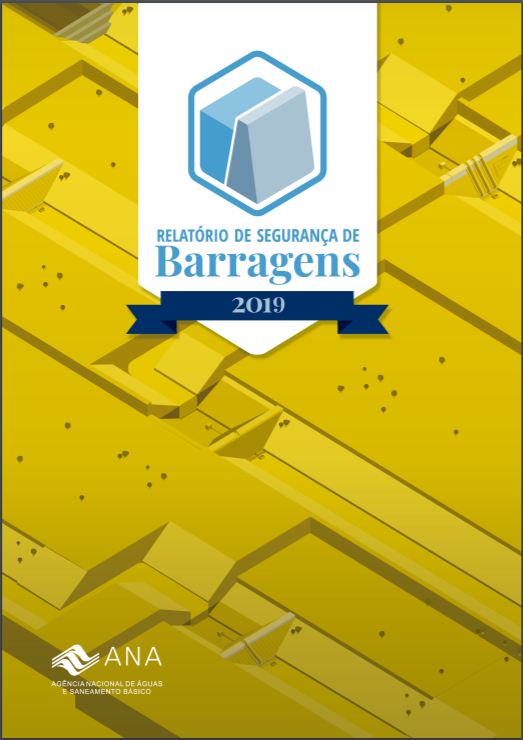 RELATÓRIO DE SEGURANÇA DE
Barragens
2019
ANA
AGÊNCIA NACIONAL DE ÁGUAS
E SANEAMENTO BÁSICO